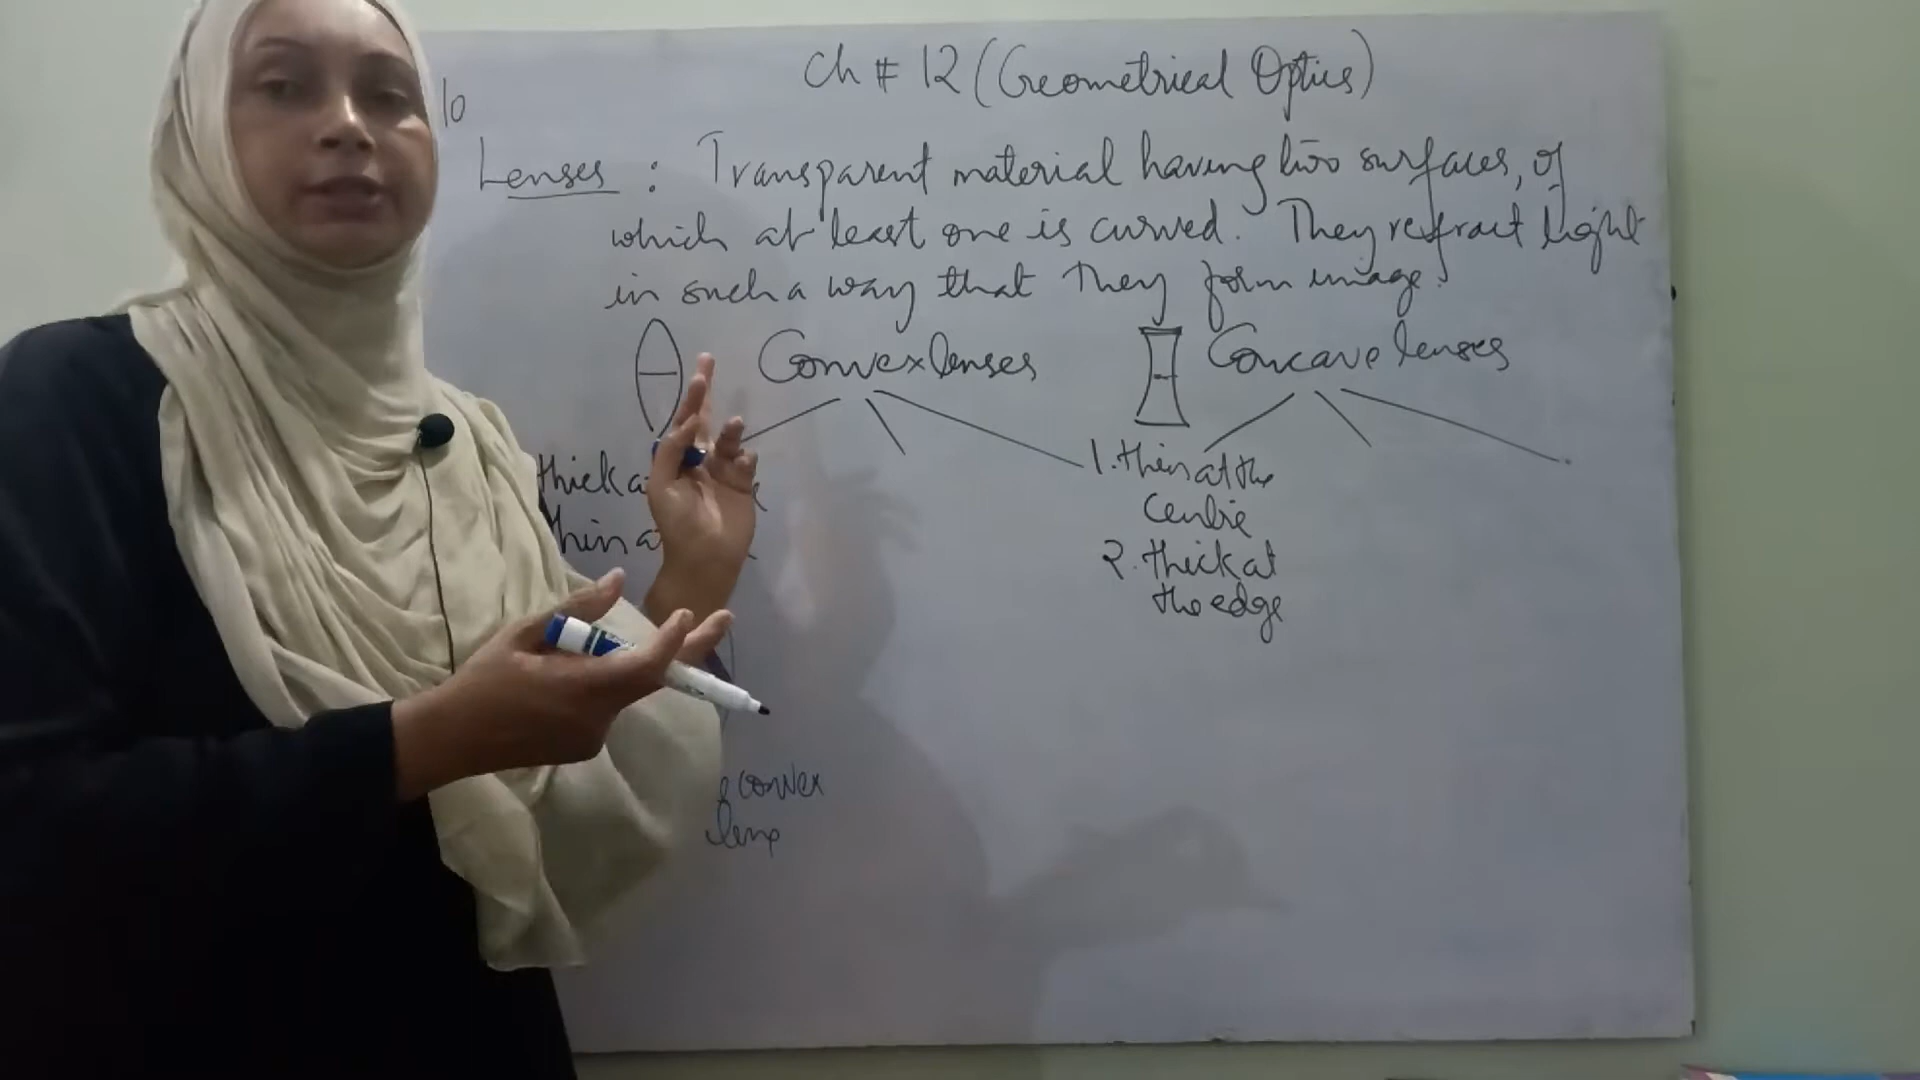 Ch # 12 (Geometrical Optics)
10
Lenses : Transparent material having two surfaces, of
which at least one is curved. They refract light
in such a way that they form image.
Convex lenses
Concave lenses
thick a
thin a
1. thin at the
centre
2. thick at
the edge
convex
lens